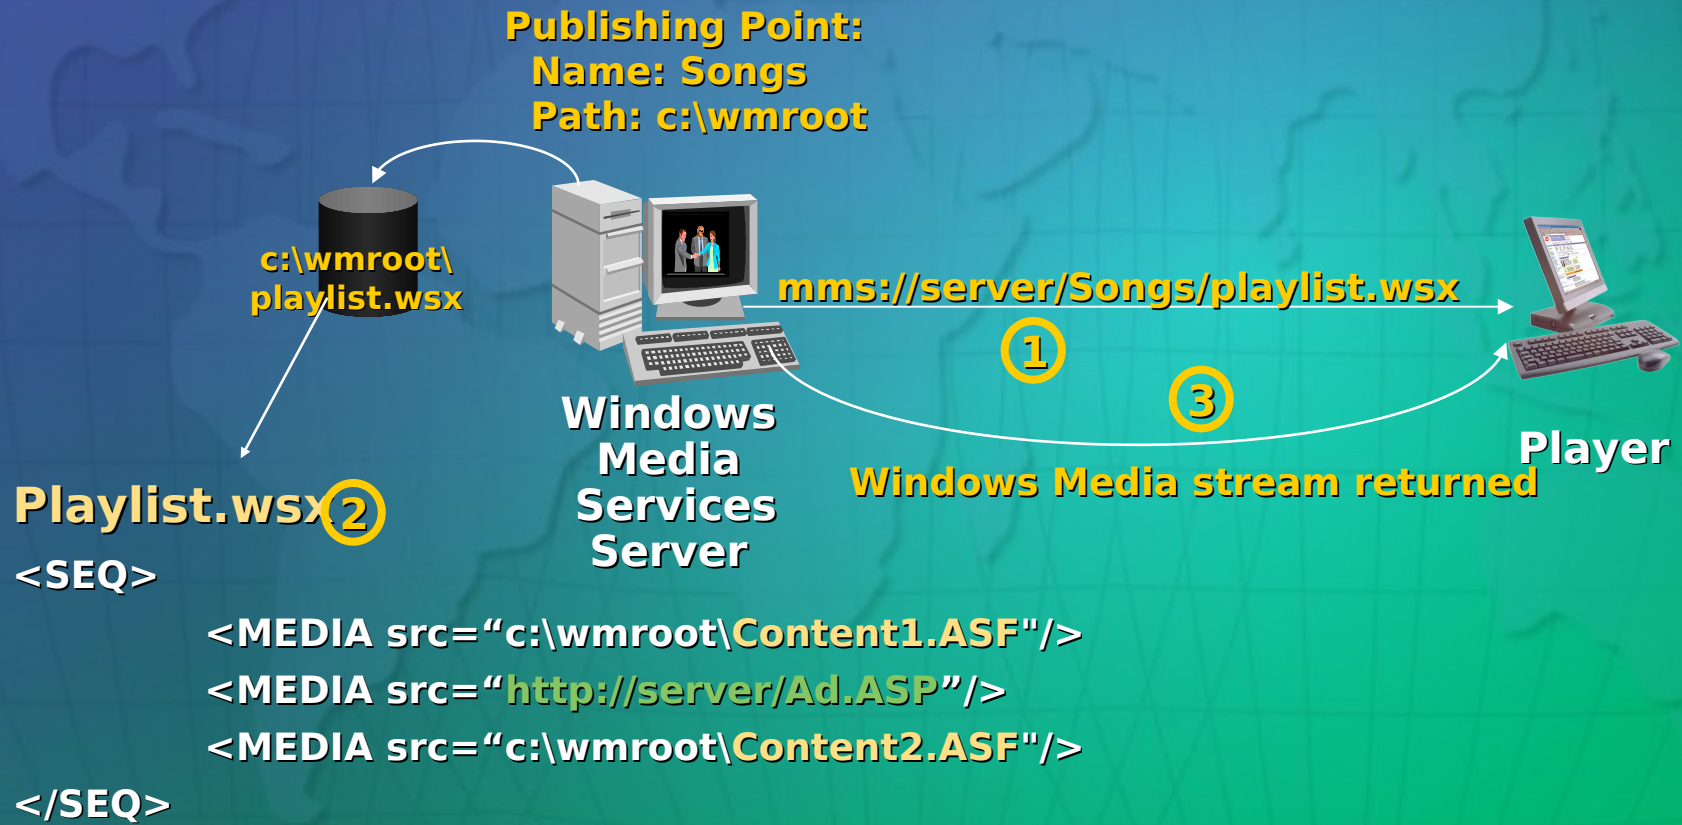 Publishing Point:
Name: Songs
Path: c:\wmroot
c:\wmroot\
playlist.wsx
mms://server/Songs/playlist.wsx
1
3
Windows
Media
Services
Server
Player
Windows Media stream returned
Playlist.wsx
2
<SEQ>
<MEDIA src=“c:\wmroot\Content1.ASF"/>
<MEDIA src=“http://server/Ad.ASP”/>
<MEDIA src=“c:\wmroot\Content2.ASF"/>
</SEQ>